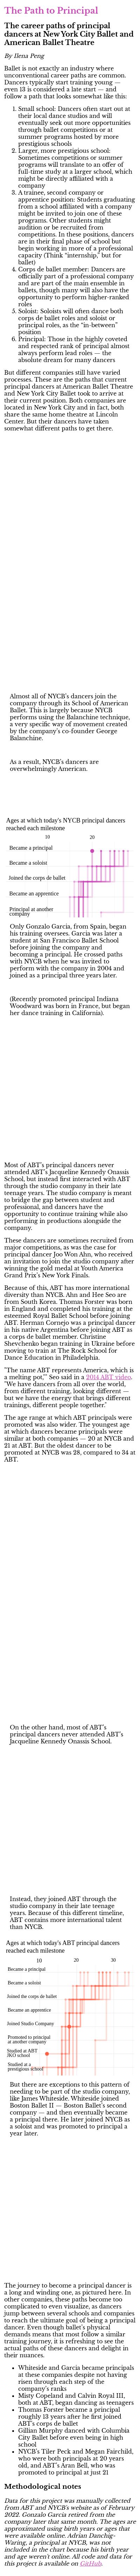 The Path to Principal
The career paths of principal
dancers at New York City Ballet and
American Ballet Theatre
By Ilena Peng
Ballet is not exactly an industry where
unconventional career paths are common.
Dancers typically start training young —
even 13 is considered a late start — and
follow a path that looks somewhat like this:
1. Small school: Dancers often start out at
their local dance studios and will
eventually seek out more opportunities
through ballet competitions or at
summer programs hosted by more
prestigious schools
2. Larger, more prestigious school:
Sometimes competitions or summer
programs will translate to an offer of
full-time study at a larger school, which
might be directly affiliated with a
company
3. A trainee, second company or
apprentice position: Students graduating
from a school affiliated with a company
might be invited to join one of these
programs. Other students might
audition or be recruited from
competitions. In these positions, dancers
are in their final phase of school but
begin working in more of a professional
capacity (Think “internship,” but for
ballet)
4. Corps de ballet member: Dancers are
officially part of a professional company
and are part of the main ensemble in
ballets, though many will also have the
opportunity to perform higher-ranked
roles
5. Soloist: Soloists will often dance both
corps de ballet roles and soloist or
principal roles, as the “in-between”
position
6. Principal: Those in the highly coveted
and respected rank of principal almost
always perform lead roles — the
absolute dream for many dancers
But different companies still have varied
processes. These are the paths that current
principal dancers at American Ballet Theatre
and New York City Ballet took to arrive at
their current position. Both companies are
located in New York City and in fact, both
share the same home theatre at Lincoln
Center. But their dancers have taken
somewhat different paths to get there.
Almost all of NYCB’s dancers join the
company through its School of American
Ballet. This is largely because NYCB
performs using the Balanchine technique,
a very specific way of movement created
by the company’s co-founder George
Balanchine.
As a result, NYCB’s dancers are
overwhelmingly American.
Ages at which today's NYCB principal dancers
reached each milestone
10 20
Became a principal
Became a soloist
Joined the corps de ballet
Became an apprentice
Principal at another
company
Only Gonzalo Garcia, from Spain, began
his training overseas. Garcia was later a
student at San Francisco Ballet School
before joining the company and
becoming a principal. He crossed paths
with NYCB when he was invited to
perform with the company in 2004 and
joined as a principal three years later.
(Recently promoted principal Indiana
Woodward was born in France, but began
her dance training in California).
Most of ABT’s principal dancers never
attended ABT’s Jacqueline Kennedy Onassis
School, but instead first interacted with ABT
through the studio company in their late
teenage years. The studio company is meant
to bridge the gap between student and
professional, and dancers have the
opportunity to continue training while also
performing in productions alongside the
company.
The dancers are sometimes recruited from
major competitions, as was the case for
principal dancer Joo Won Ahn, who received
an invitation to join the studio company after
winning the gold medal at Youth America
Grand Prix’s New York Finals.
Because of this, ABT has more international
diversity than NYCB. Ahn and Hee Seo are
from South Korea. Thomas Forster was born
in England and completed his training at the
esteemed Royal Ballet School before joining
ABT. Herman Cornejo was a principal dancer
in his native Argentina before joining ABT as
a corps de ballet member. Christine
Shevchenko began training in Ukraine before
moving to train at The Rock School for
Dance Education in Philadelphia.
“The name ABT represents America, which is
a melting pot,” Seo said in a 2014 ABT video.
“We have dancers from all over the world,
from different training, looking different —
but we have the energy that brings different
trainings, different people together.”
The age range at which ABT principals were
promoted was also wider. The youngest age
at which dancers became principals were
similar at both companies — 20 at NYCB and
21 at ABT. But the oldest dancer to be
promoted at NYCB was 28, compared to 34 at
ABT.
On the other hand, most of ABT’s
principal dancers never attended ABT’s
Jacqueline Kennedy Onassis School.
Instead, they joined ABT through the
studio company in their late teenage
years. Because of this different timeline,
ABT contains more international talent
than NYCB.
Ages at which today's ABT principal dancers
reached each milestone
10 20 30
Became a principal
Became a soloist
Joined the corps de ballet
Became an apprentice
Joined Studio Company
Promoted to principal
at another company
Studied at ABT
JKO school
Studied at a
prestigious school
But there are exceptions to this pattern of
needing to be part of the studio company,
like James Whiteside. Whiteside joined
Boston Ballet II — Boston Ballet’s second
company — and then eventually became
a principal there. He later joined NYCB as
a soloist and was promoted to principal a
year later.
The journey to become a principal dancer is
a long and winding one, as pictured here. In
other companies, these paths become too
complicated to even visualize, as dancers
jump between several schools and companies
to reach the ultimate goal of being a principal
dancer. Even though ballet’s physical
demands means that most follow a similar
training journey, it is refreshing to see the
actual paths of these dancers and delight in
their nuances.
• Whiteside and Garcia became principals
at these companies despite not having
risen through each step of the
company’s ranks
• Misty Copeland and Calvin Royal III,
both at ABT, began dancing as teenagers
• Thomas Forster became a principal
roughly 13 years after he first joined
ABT’s corps de ballet
• Gillian Murphy danced with Columbia
City Ballet before even being in high
school
• NYCB’s Tiler Peck and Megan Fairchild,
who were both principals at 20 years
old, and ABT’s Aran Bell, who was
promoted to principal at just 21
Methodological notes
Data for this project was manually collected
from ABT and NYCB’s website as of February
2022. Gonzalo Garcia retired from the
company later that same month. The ages are
approximated using birth years or ages that
were available online. Adrian Danchig-
Waring, a principal at NYCB, was not
included in the chart because his birth year
and age weren’t online. All code and data for
this project is available on GitHub.